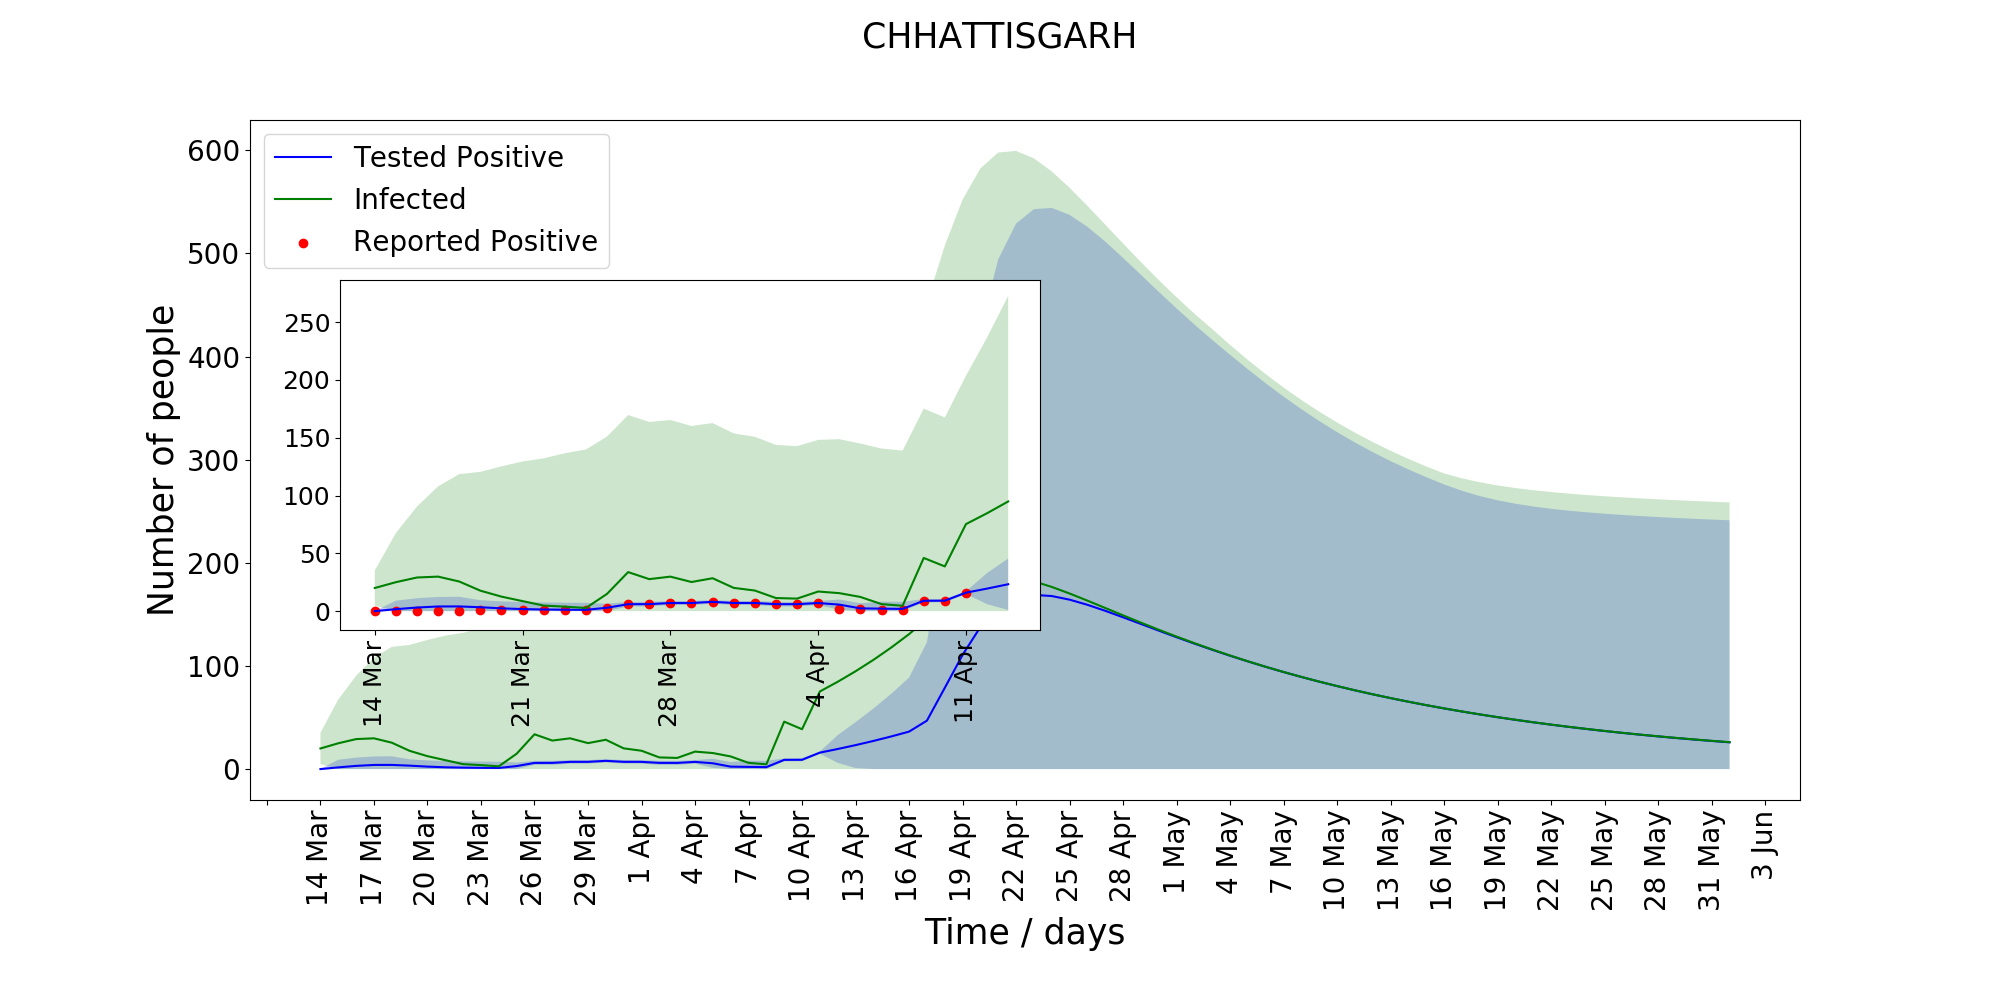 CHHATTISGARH
Tested Positive
Infected
Reported Positive
Number of people
600
500
400
300
200
100
0
250
200
150
100
50
0
14 Mar
21 Mar
28 Mar
4 Apr
11 Apr
14 Mar
17 Mar
20 Mar
23 Mar
26 Mar
29 Mar
1 Apr
4 Apr
7 Apr
10 Apr
13 Apr
16 Apr
19 Apr
22 Apr
25 Apr
28 Apr
1 May
4 May
7 May
10 May
13 May
16 May
19 May
22 May
25 May
28 May
31 May
3 Jun
Time / days